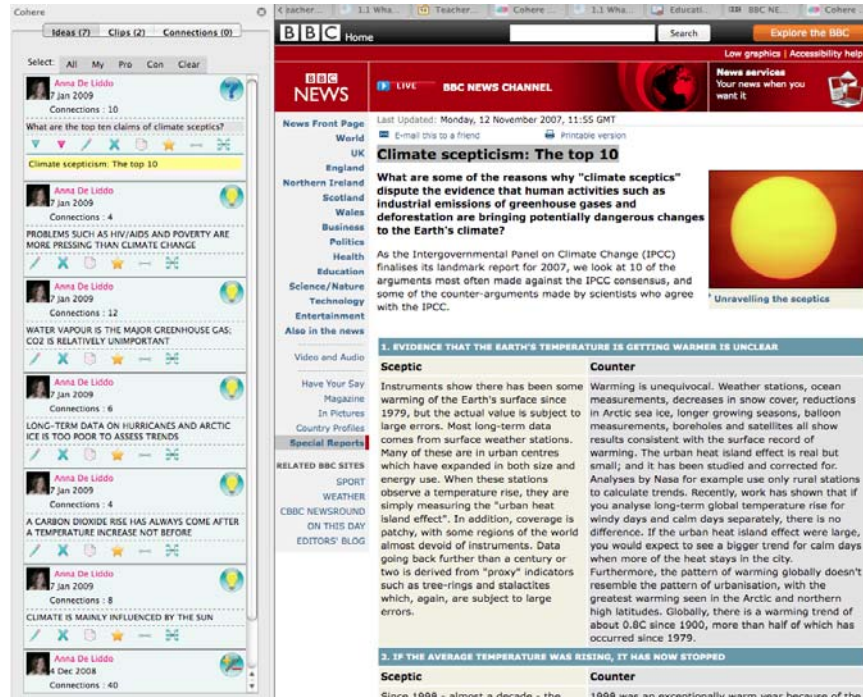 Cohere
Ideas (7)
Clips (2)
Connections (0)
Select:
All
My
Pro
Con
Clear
Anna De Liddo
7 Jan 2009
Connections : 10
What are the top ten claims of climate sceptics?
Climate scepticism: The top 10
Anna De Liddo
7 Jan 2009
Connections : 4
PROBLEMS SUCH AS HIV/AIDS AND POVERTY ARE
MORE PRESSING THAN CLIMATE CHANGE
Anna De Liddo
7 Jan 2009
Connections : 12
WATER VAPOUR IS THE MAJOR GREENHOUSE GAS;
CO2 IS RELATIVELY UNIMPORTANT
Anna De Liddo
7 Jan 2009
Connections : 6
LONG-TERM DATA ON HURRICANES AND ARCTIC
ICE IS TOO POOR TO ASSESS TRENDS
Anna De Liddo
7 Jan 2009
Connections : 4
A CARBON DIOXIDE RISE HAS ALWAYS COME AFTER
A TEMPERATURE INCREASE NOT BEFORE
Anna De Liddo
7 Jan 2009
Connections : 8
CLIMATE IS MAINLY INFLUENCED BY THE SUN
Anna De Liddo
4 Dec 2008
Connections : 40
1.1 Wha...
Teacher...
Cohere ...
1.1 Wha...
Educati...
BBC NE...
Cohere ...
BBC Home
Search
Explore the BBC
Low graphics | Accessibility help
BBC
NEWS
LIVE
BBC NEWS CHANNEL
News services
Your news when you
want it
News Front Page
World
UK
England
Northern Ireland
Scotland
Wales
Business
Politics
Health
Education
Science/Nature
Technology
Entertainment
Also in the news
Video and Audio
Have Your Say
Magazine
In Pictures
Country Profiles
Special Reports
RELATED BBC SITES
SPORT
WEATHER
CBBC NEWSROUND
ON THIS DAY
EDITORS' BLOG
Last Updated: Monday, 12 November 2007, 11:55 GMT
E-mail this to a friend
Printable version
Climate scepticism: The top 10
What are some of the reasons why "climate sceptics"
dispute the evidence that human activities such as
industrial emissions of greenhouse gases and
deforestation are bringing potentially dangerous changes
to the Earth's climate?
As the Intergovernmental Panel on Climate Change (IPCC)
finalises its landmark report for 2007, we look at 10 of the
arguments most often made against the IPCC consensus, and
some of the counter-arguments made by scientists who agree
with the IPCC.
Unravelling the sceptics
1. EVIDENCE THAT THE EARTH'S TEMPERATURE IS GETTING WARMER IS UNCLEAR
Sceptic
Instruments show there has been some
warming of the Earth's surface since
1979, but the actual value is subject to
large errors. Most long-term data
comes from surface weather stations.
Many of these are in urban centres
which have expanded in both size and
energy use. When these stations
observe a temperature rise, they are
simply measuring the "urban heat
island effect". In addition, coverage is
patchy, with some regions of the world
almost devoid of instruments. Data
going back further than a century or
two is derived from "proxy" indicators
such as tree-rings and stalactites
which, again, are subject to large
errors.
Counter
Warming is unequivocal. Weather stations, ocean
measurements, decreases in snow cover, reductions
in Arctic sea ice, longer growing seasons, balloon
measurements, boreholes and satellites all show
results consistent with the surface record of
warming. The urban heat island effect is real but
small; and it has been studied and corrected for.
Analyses by Nasa for example use only rural stations
to calculate trends. Recently, work has shown that if
you analyse long-term global temperature rise for
windy days and calm days separately, there is no
difference. If the urban heat island effect were large,
you would expect to see a bigger trend for calm days
when more of the heat stays in the city.
Furthermore, the pattern of warming globally doesn't
resemble the pattern of urbanisation, with the
greatest warming seen in the Arctic and northern
high latitudes. Globally, there is a warming trend of
about 0.8C since 1900, more than half of which has
occurred since 1979.
2. IF THE AVERAGE TEMPERATURE WAS RISING, IT HAS NOW STOPPED
Sceptic
Counter